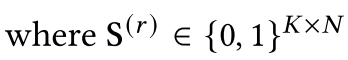 where S^{(r)} ∈ {0, 1}^{K×N}